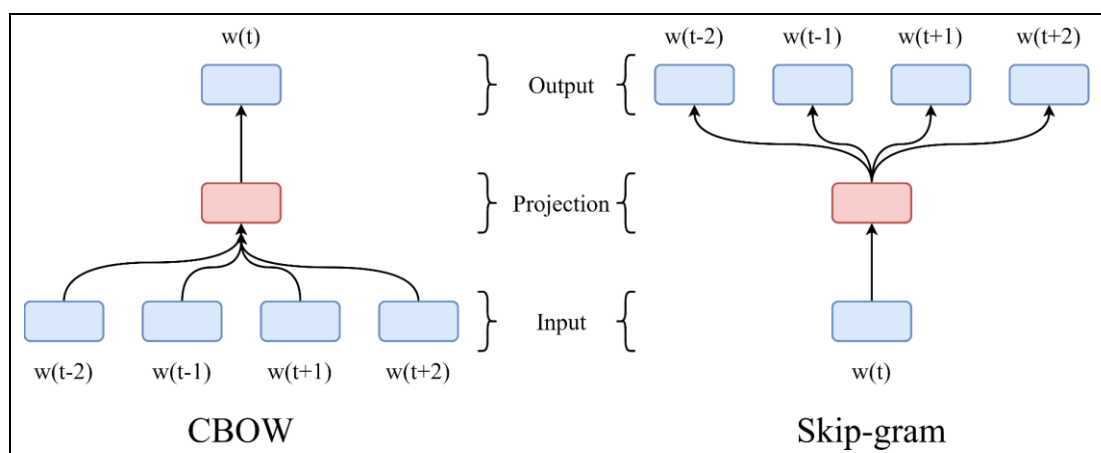 w(t)
w(t-2) w(t-1) w(t+1) w(t+2)
Output
Projection
Input
w(t-2) w(t-1) w(t+1) w(t+2)
w(t)
CBOW
Skip-gram